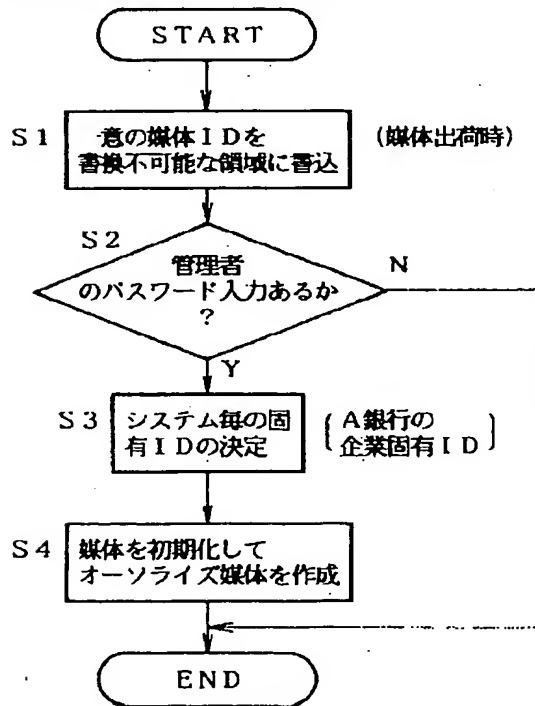 START
S1
意の媒体IDを
書換不可能な領域に書込
(媒体出荷時)
S2
管理者
のパスワード入力あるか
?
N
Y
S3
システム毎の固
有IDの決定
A銀行の
企業固有ID
S4
媒体を初期化して
オーソライズ媒体を作成
END